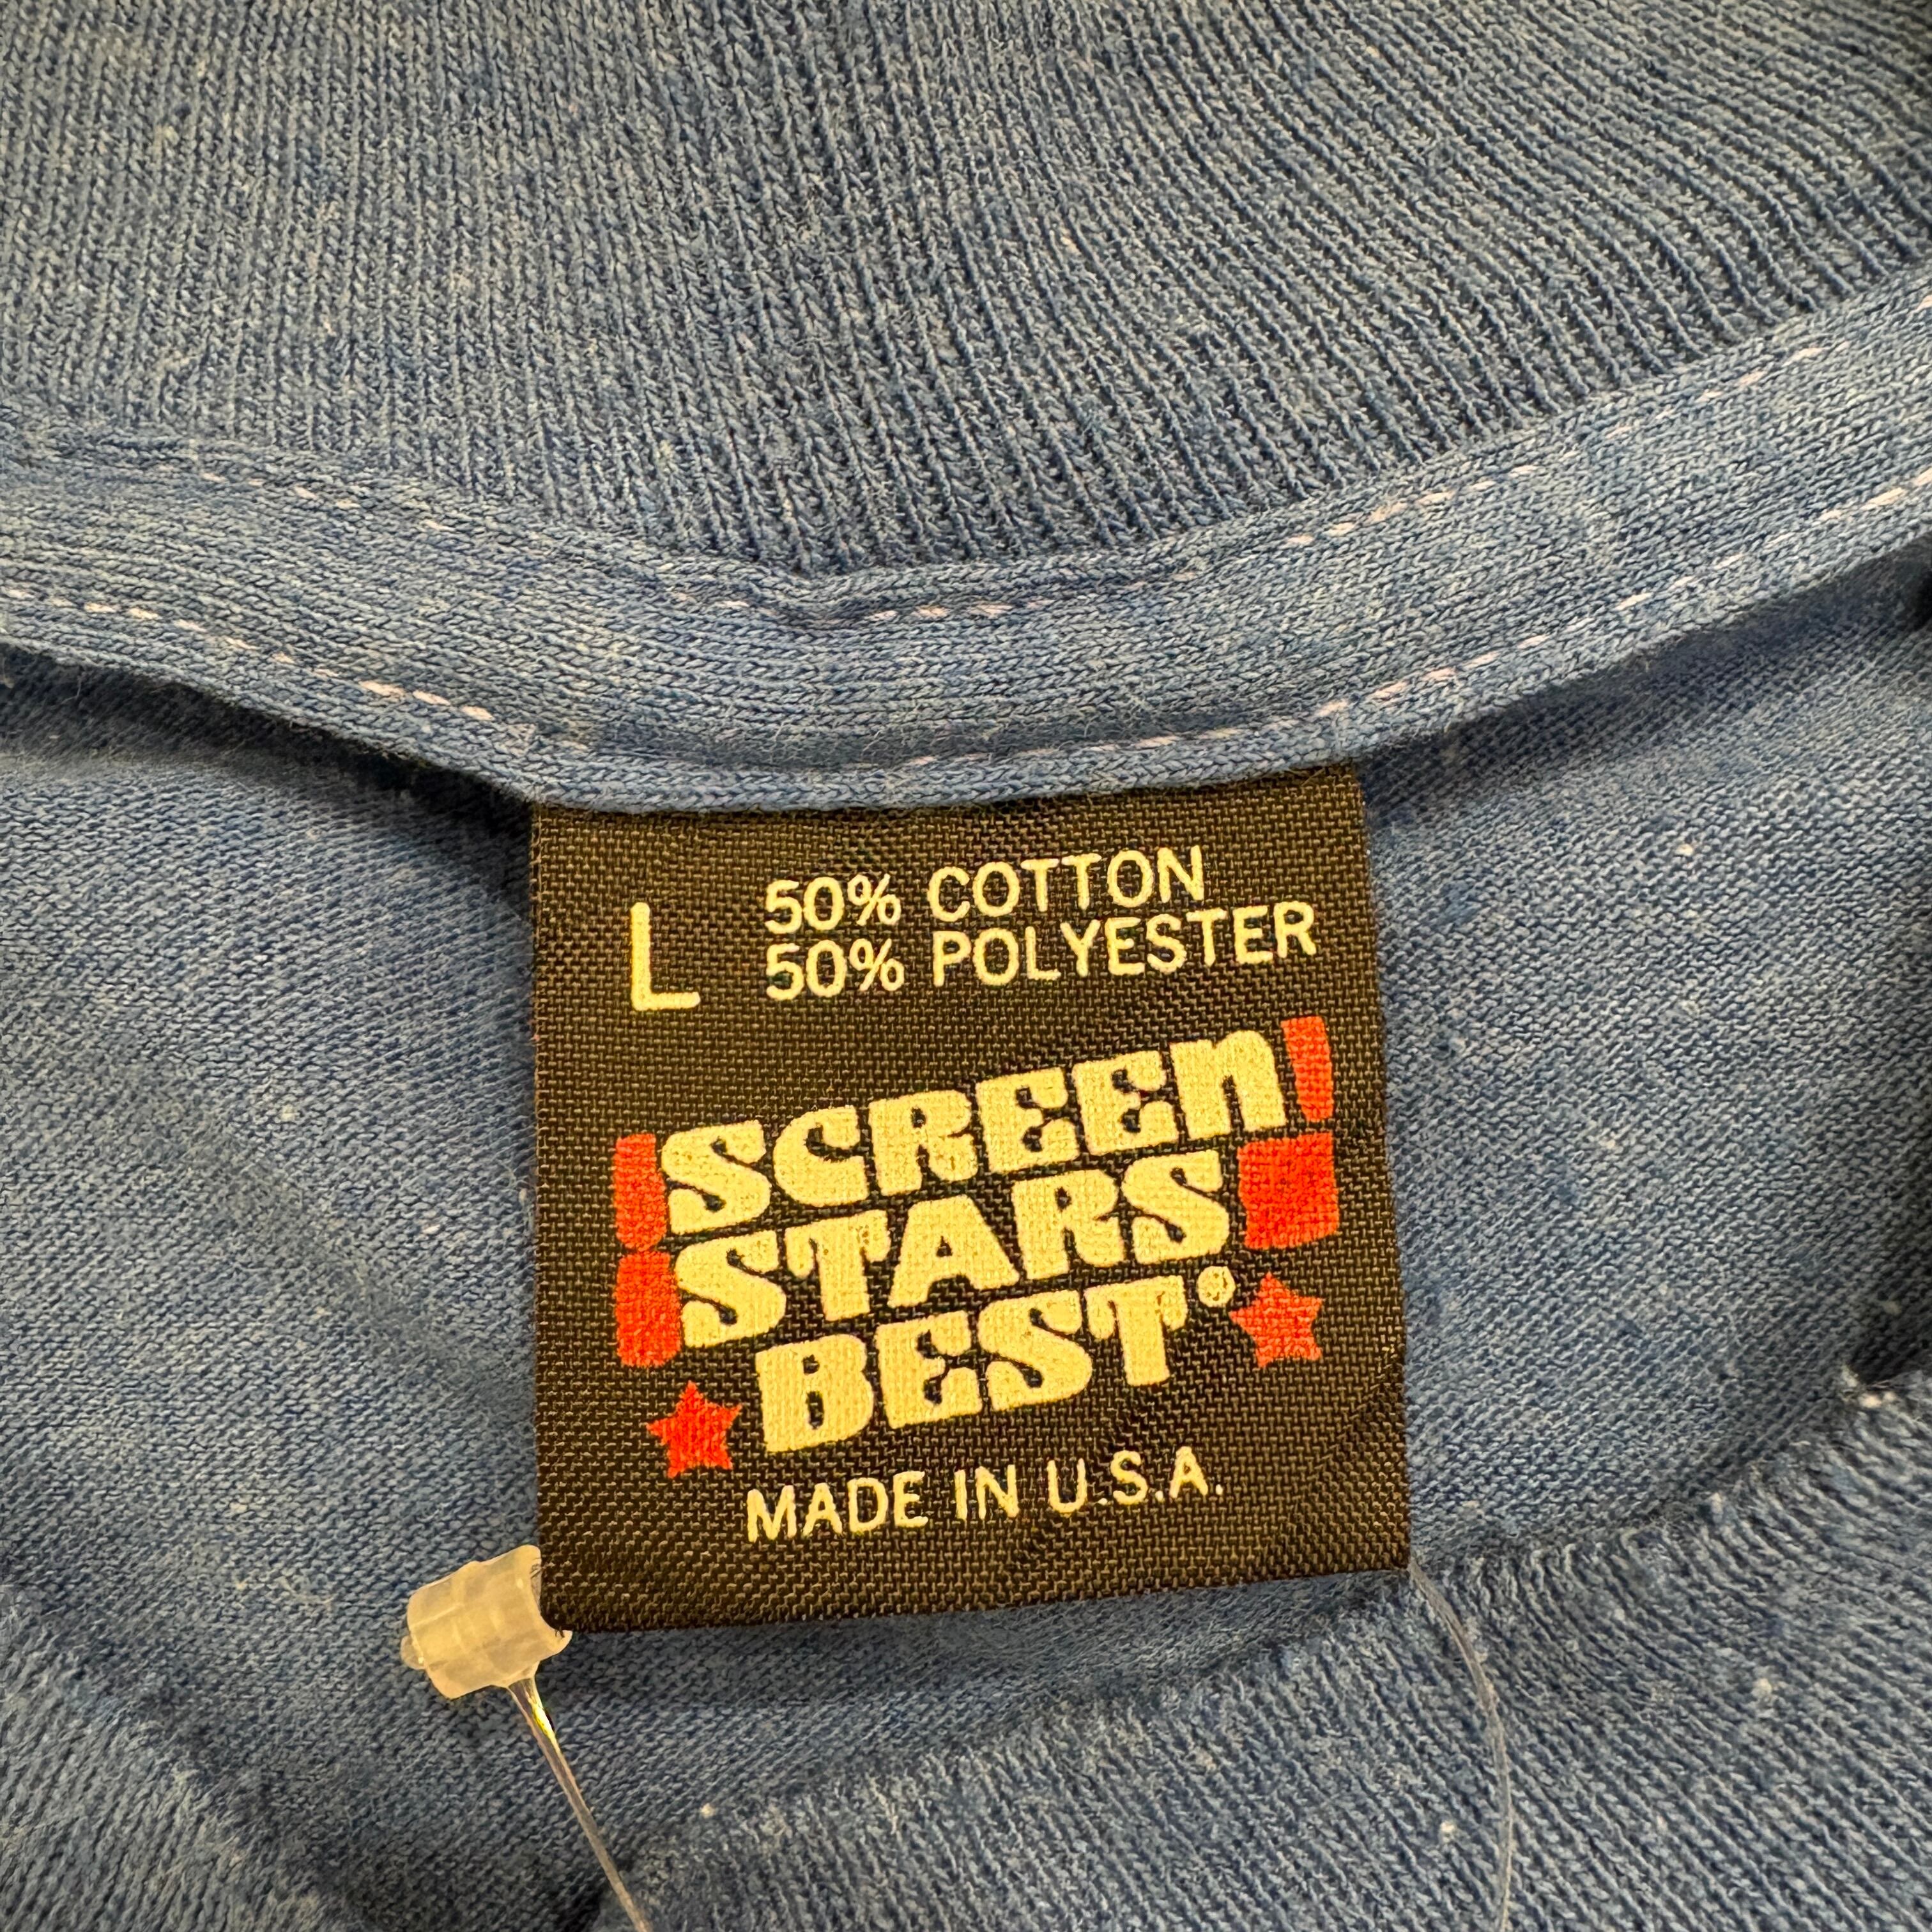 L 50% COTTON
50% POLYESTER
SCREEN
STARS
BEST
MADE IN U.S.A.